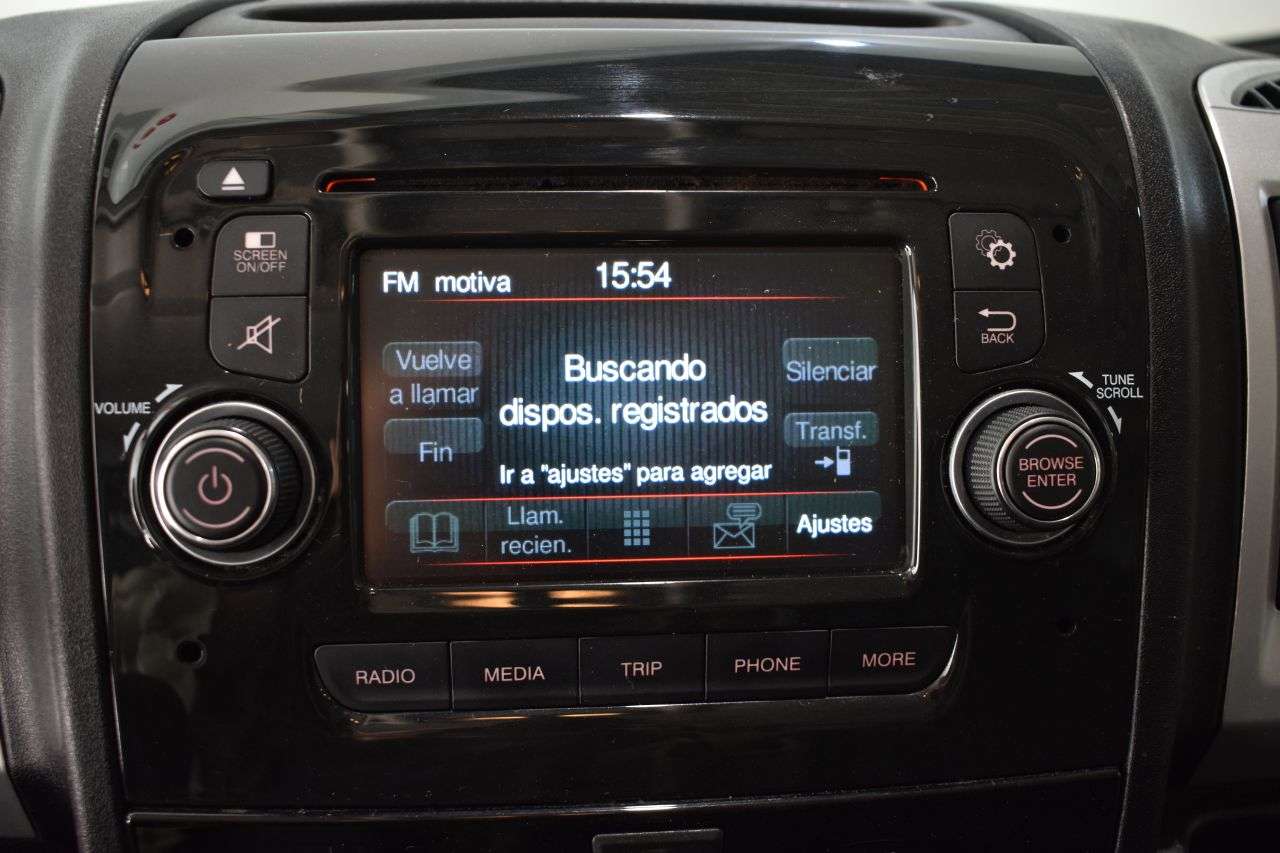 SCREEN
ON/OFF
VOLUME
FM motiva 15:54
Vuelve
a llamar
Fin
Buscando
dispos. registrados
Ir a "ajustes" para agregar
Silenciar
Transf.
Llam.
recien.
Ajustes
BACK
TUNE
SCROLL
BROWSE
ENTER
RADIO MEDIA TRIP PHONE MORE